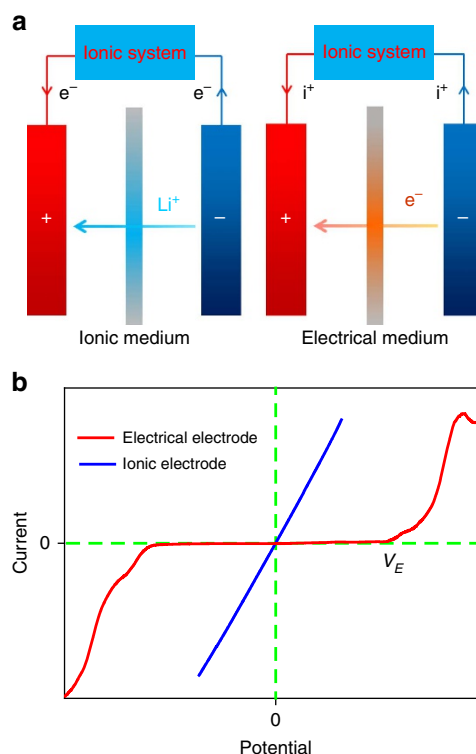 a
Ionic system
Ionic system
e⁻ e⁻
i⁺ i⁺
Li⁺
e⁻
+ −
+ −
Ionic medium
Electrical medium
b
Electrical electrode
Ionic electrode
0
V_E
Current
0
Potential